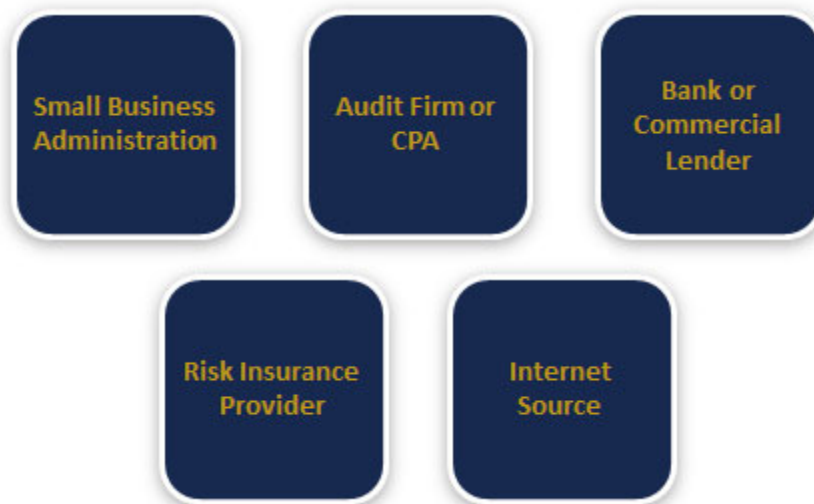 Small Business
Administration
Audit Firm or
CPA
Bank or
Commercial
Lender
Risk Insurance
Provider
Internet
Source